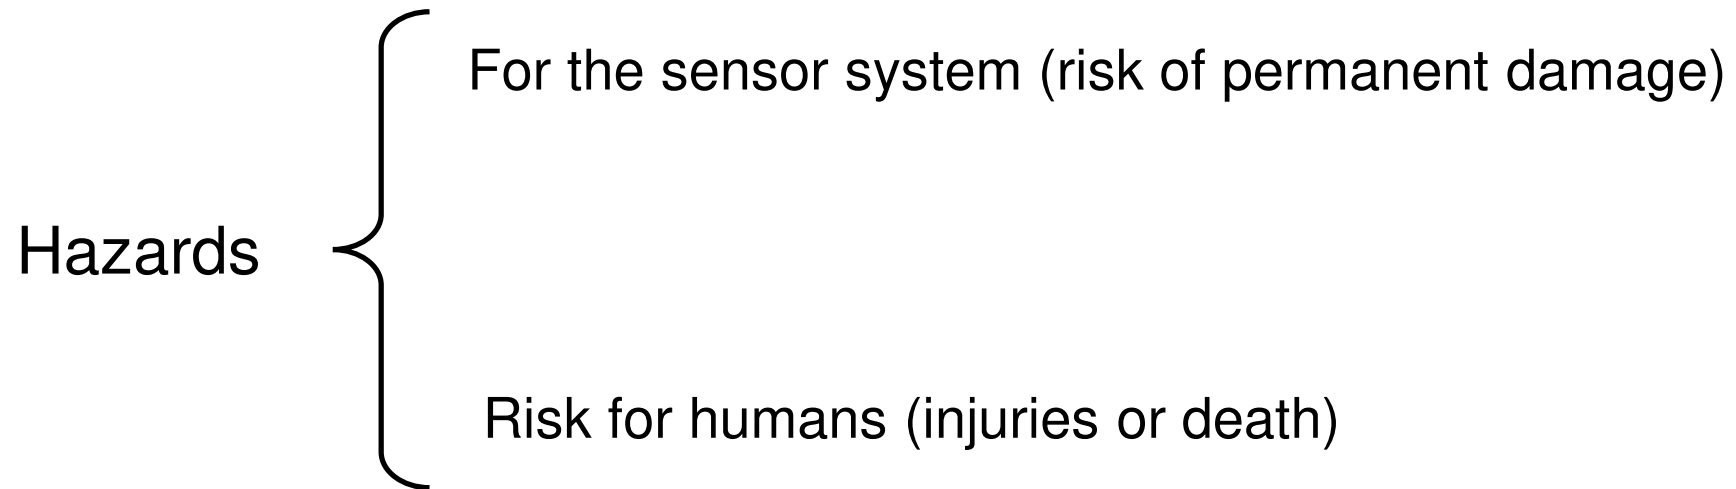 For the sensor system (risk of permanent damage)
Hazards
Risk for humans (injuries or death)